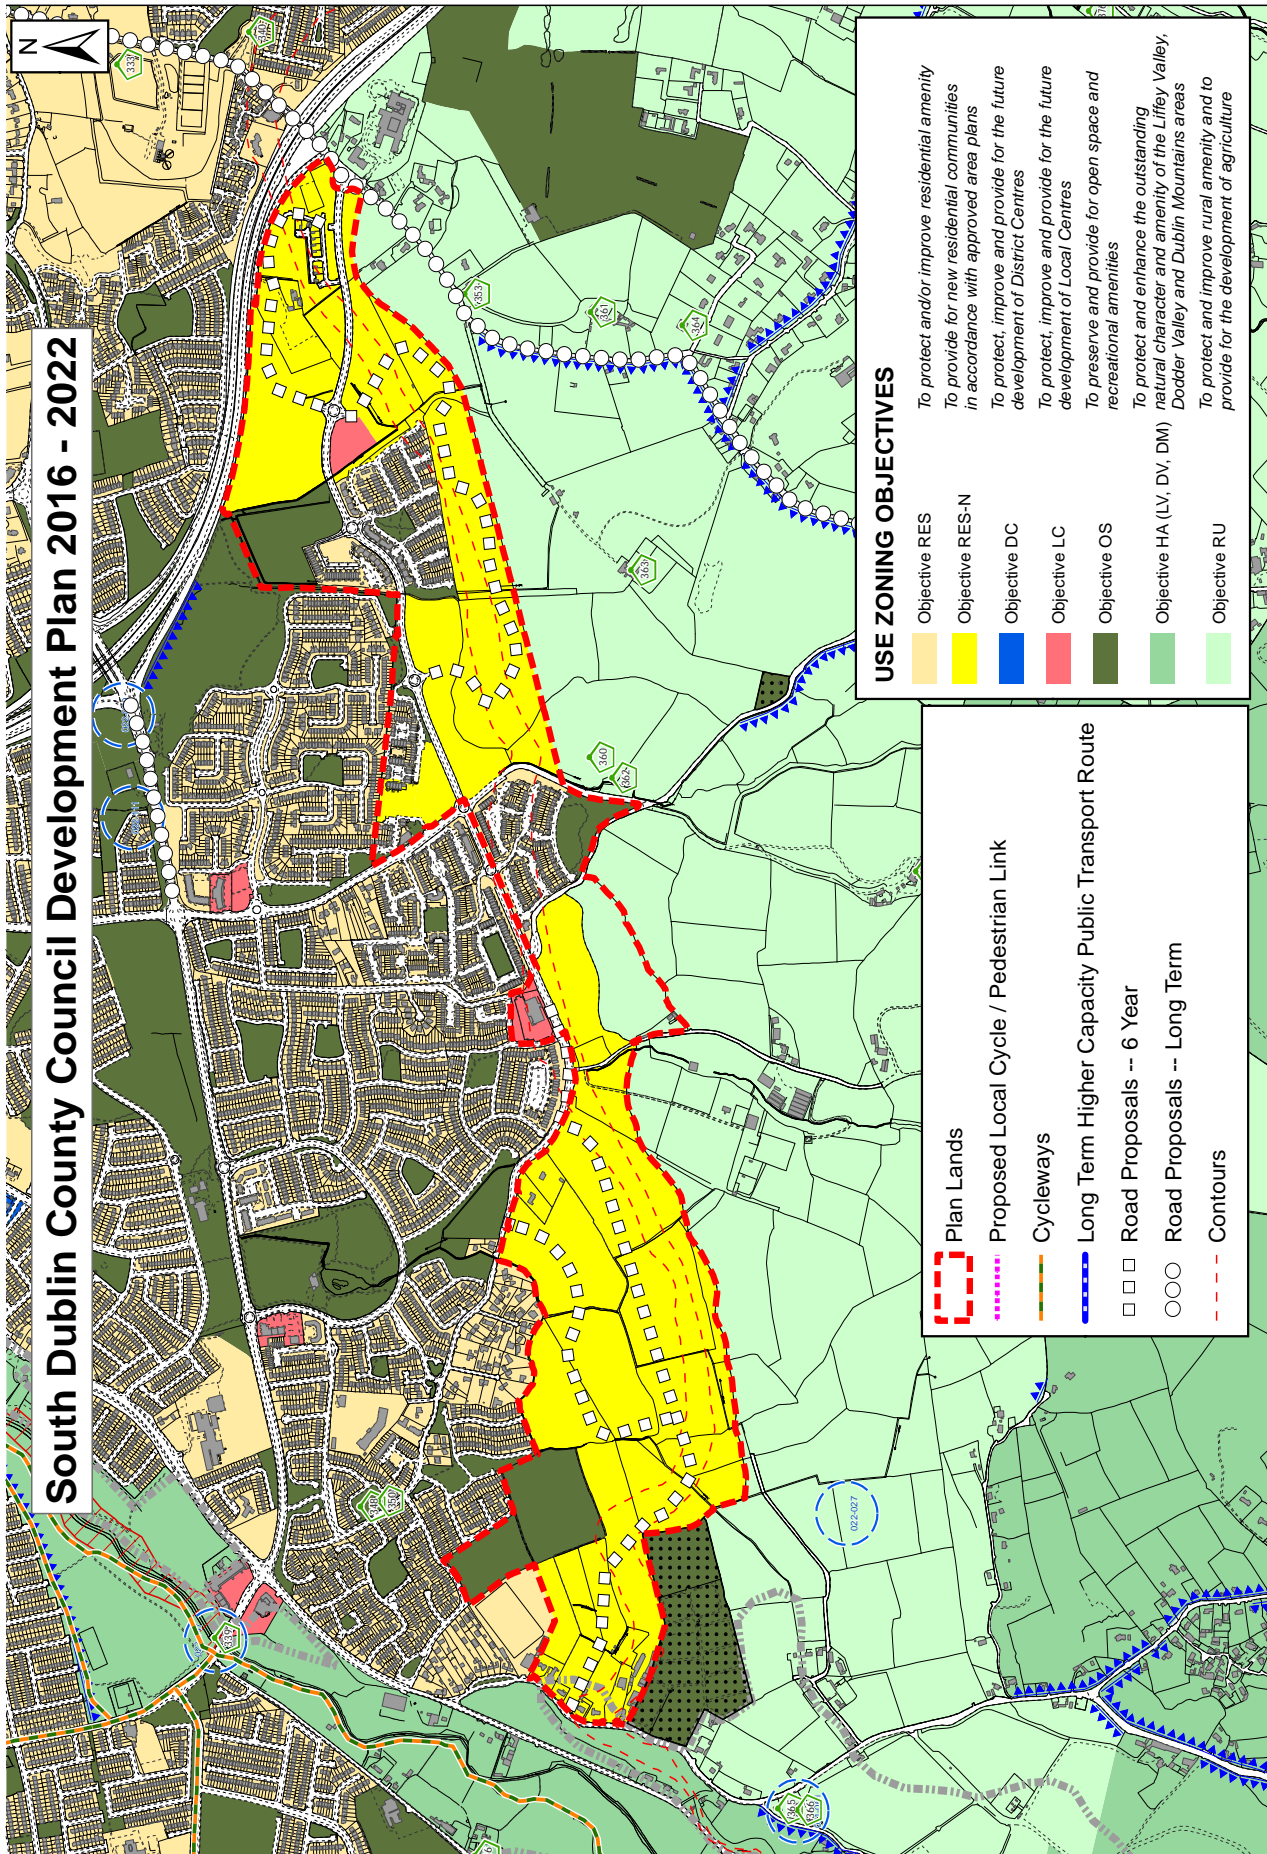 South Dublin County Council Development Plan 2016 - 2022
N
333
340
353
361
364
363
360
362
348
350
339
365
366
022-027
USE ZONING OBJECTIVES
Objective RES To protect and/or improve residential amenity
Objective RES-N To provide for new residential communities
in accordance with approved area plans
Objective DC To protect, improve and provide for the future
development of District Centres
Objective LC To protect, improve and provide for the future
development of Local Centres
Objective OS To preserve and provide for open space and
recreational amenities
Objective HA (LV, DV, DM) To protect and enhance the outstanding
natural character and amenity of the Liffey Valley,
Dodder Valley and Dublin Mountains areas
Objective RU To protect and improve rural amenity and to
provide for the development of agriculture
Plan Lands
Proposed Local Cycle / Pedestrian Link
Cycleways
Long Term Higher Capacity Public Transport Route
Road Proposals -- 6 Year
Road Proposals -- Long Term
Contours